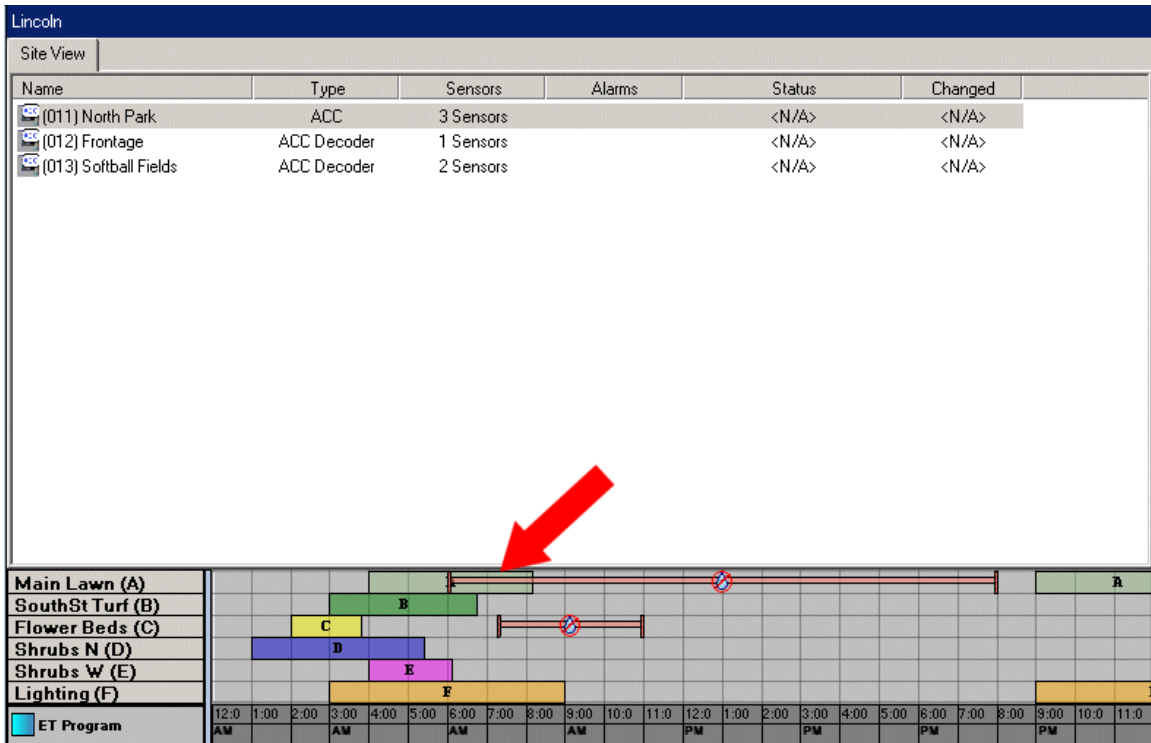 Lincoln
Site View
Name Type Sensors Alarms Status Changed
(011) North Park ACC 3 Sensors <N/A> <N/A>
(012) Frontage ACC Decoder 1 Sensors <N/A> <N/A>
(013) Softball Fields ACC Decoder 2 Sensors <N/A> <N/A>
Main Lawn (A) A
SouthSt Turf (B) B
Flower Beds (C) C
Shrubs N (D) D
Shrubs W (E) E
Lighting (F) F
12:0 1:00 2:00 3:00 4:00 5:00 6:00 7:00 8:00 9:00 10:0 11:0 12:0 1:00 2:00 3:00 4:00 5:00 6:00 7:00 8:00 9:00 10:0 11:0
ET Program AM AM AM AM PM PM PM PM